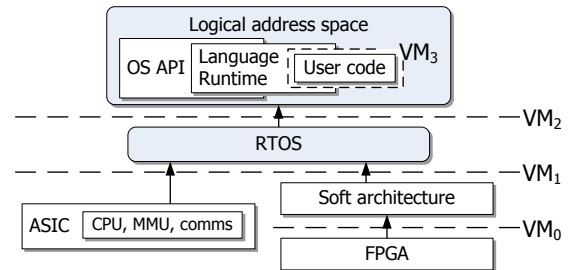 Logical address space
OS API
Language
Runtime
User code
VM3
VM2
RTOS
VM1
Soft architecture
ASIC
CPU, MMU, comms
VM0
FPGA